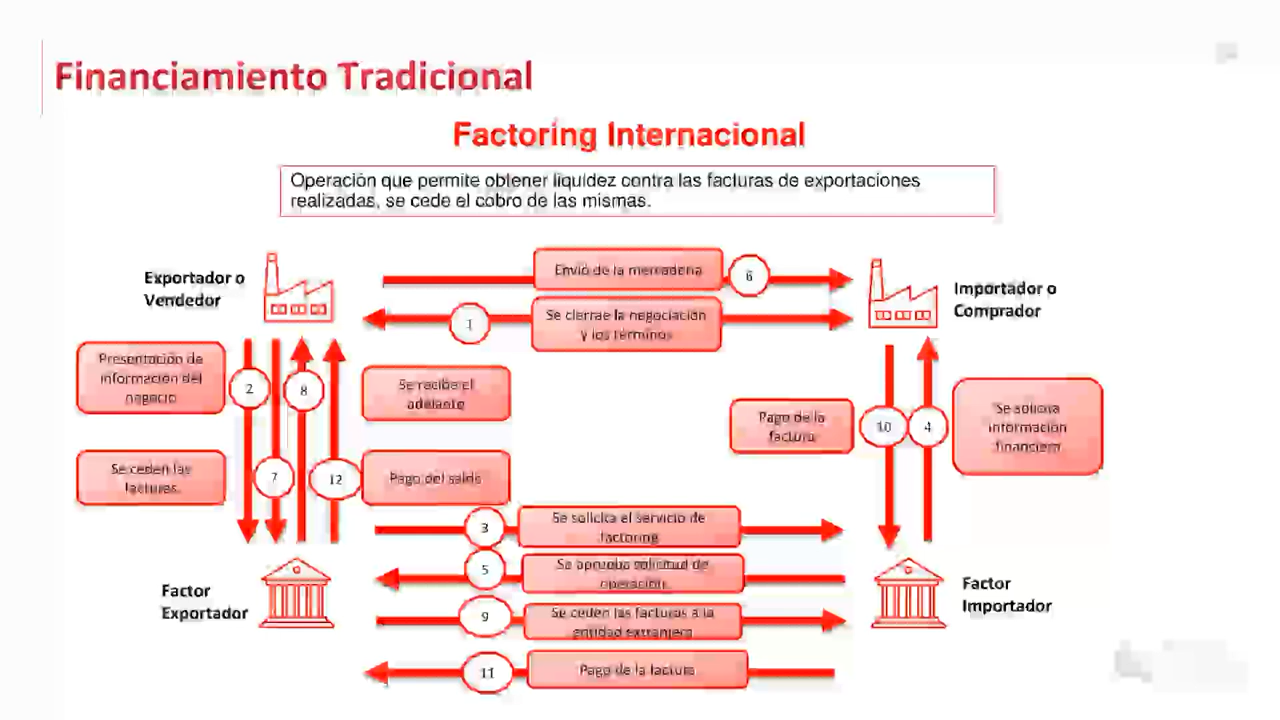 Financiamiento Tradicional
Factoring Internacional
Operación que permite obtener liquidez contra las facturas de exportaciones
realizadas, se cede el cobro de las mismas.
Exportador o
Vendedor
Envio de la mercaderia
6
Importador o
Comprador
1
Se cierrae la negociación
y los términos
Presentación de
información del
negocio
2
8
Se recibe el
adelanto
Pago de la
factura
10
4
Se solicita
información
financiera
Se ceden las
facturas
7
12
Pago del saldo
3
Se solicita el servicio de
factoring
5
Se aprueba solicitud de
operación
Factor
Exportador
Factor
Importador
9
Se ceden las facturas a la
entidad extranjera
11
Pago de la factura